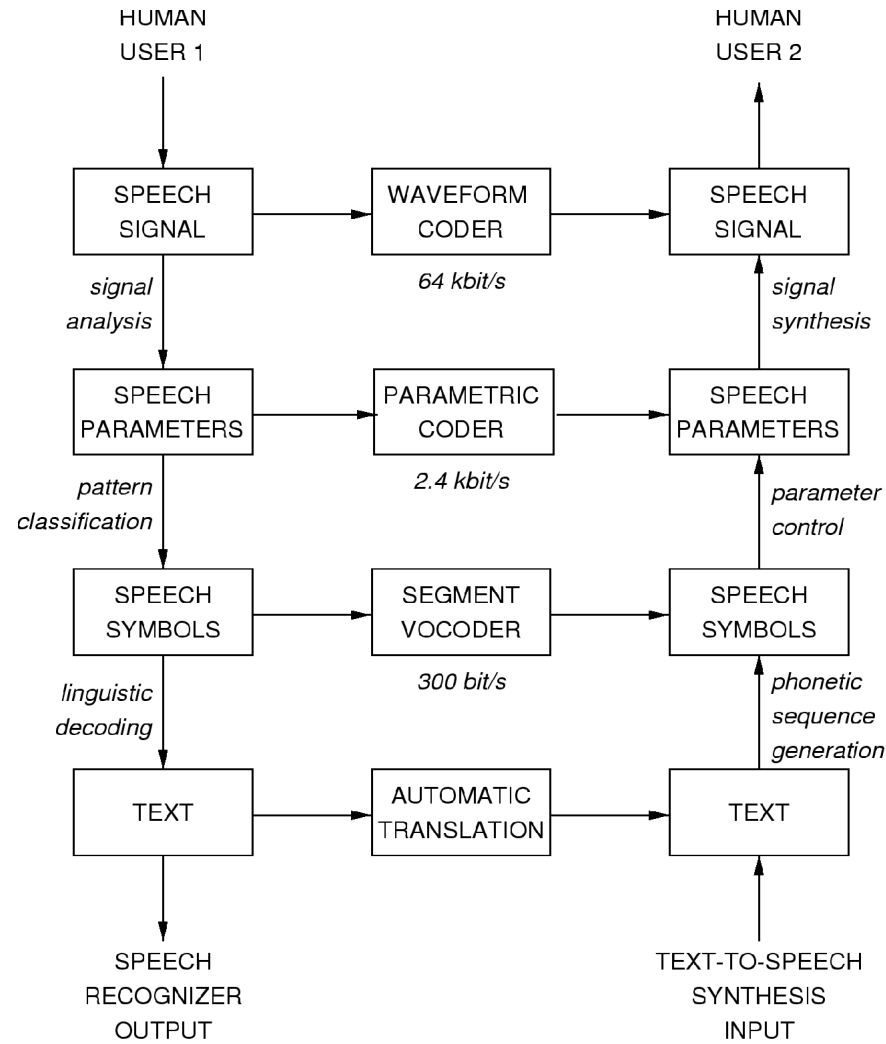 HUMAN
USER 1
HUMAN
USER 2
SPEECH
SIGNAL
WAVEFORM
CODER
SPEECH
SIGNAL
signal
analysis
64 kbit/s
signal
synthesis
SPEECH
PARAMETERS
PARAMETRIC
CODER
SPEECH
PARAMETERS
pattern
classification
2.4 kbit/s
parameter
control
SPEECH
SYMBOLS
SEGMENT
VOCODER
SPEECH
SYMBOLS
linguistic
decoding
300 bit/s
phonetic
sequence
generation
TEXT
AUTOMATIC
TRANSLATION
TEXT
SPEECH
RECOGNIZER
OUTPUT
TEXT-TO-SPEECH
SYNTHESIS
INPUT